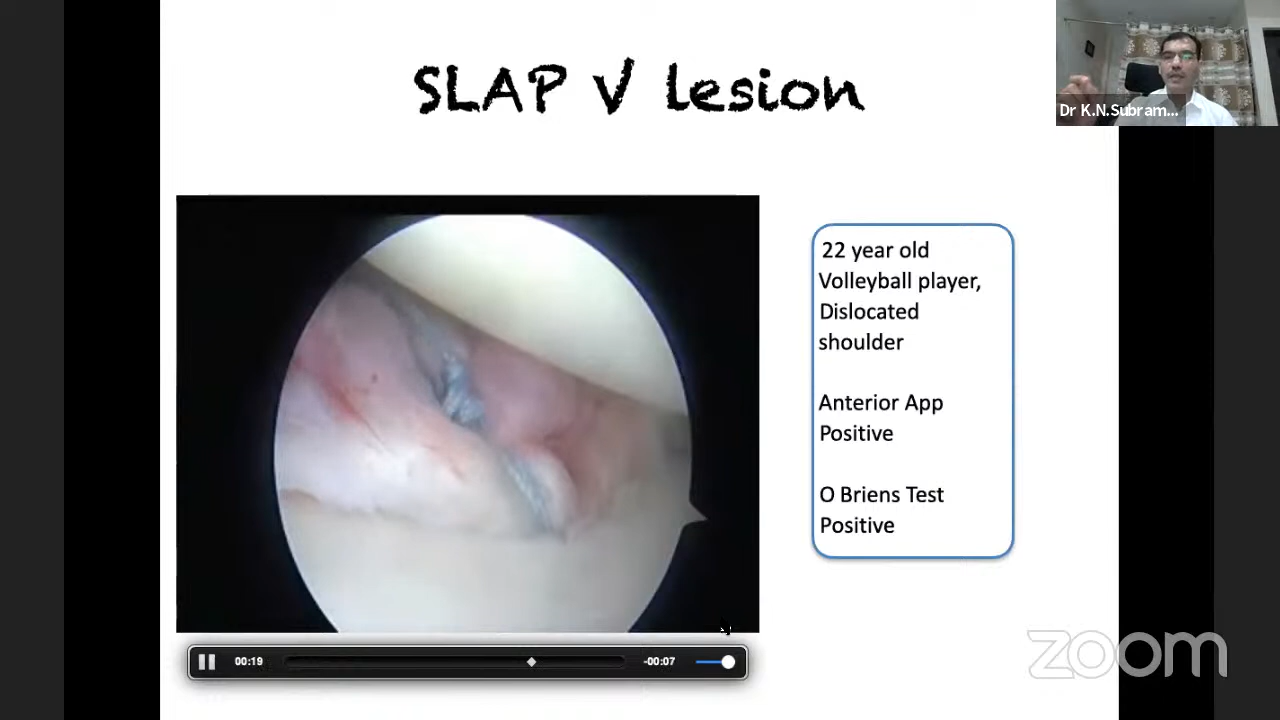 SLAP V lesion
Dr K.N.Subram...
22 year old
Volleyball player,
Dislocated
shoulder
Anterior App
Positive
O Briens Test
Positive
00:19
-00:07
zoom